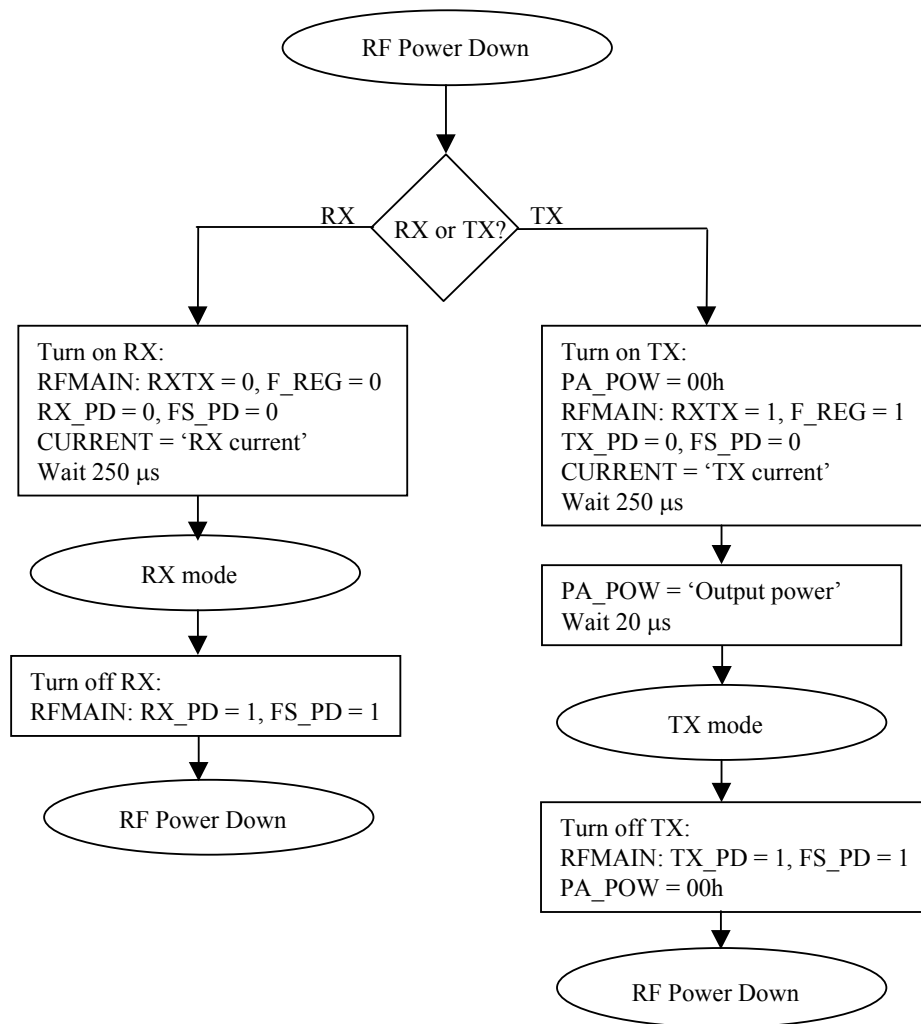 RF Power Down
RX
TX
RX or TX?
Turn on RX:
RFMAIN: RXTX = 0, F_REG = 0
RX_PD = 0, FS_PD = 0
CURRENT = ‘RX current’
Wait 250 μs
RX mode
Turn off RX:
RFMAIN: RX_PD = 1, FS_PD = 1
RF Power Down
Turn on TX:
PA_POW = 00h
RFMAIN: RXTX = 1, F_REG = 1
TX_PD = 0, FS_PD = 0
CURRENT = ‘TX current’
Wait 250 μs
PA_POW = ‘Output power’
Wait 20 μs
TX mode
Turn off TX:
RFMAIN: TX_PD = 1, FS_PD = 1
PA_POW = 00h
RF Power Down